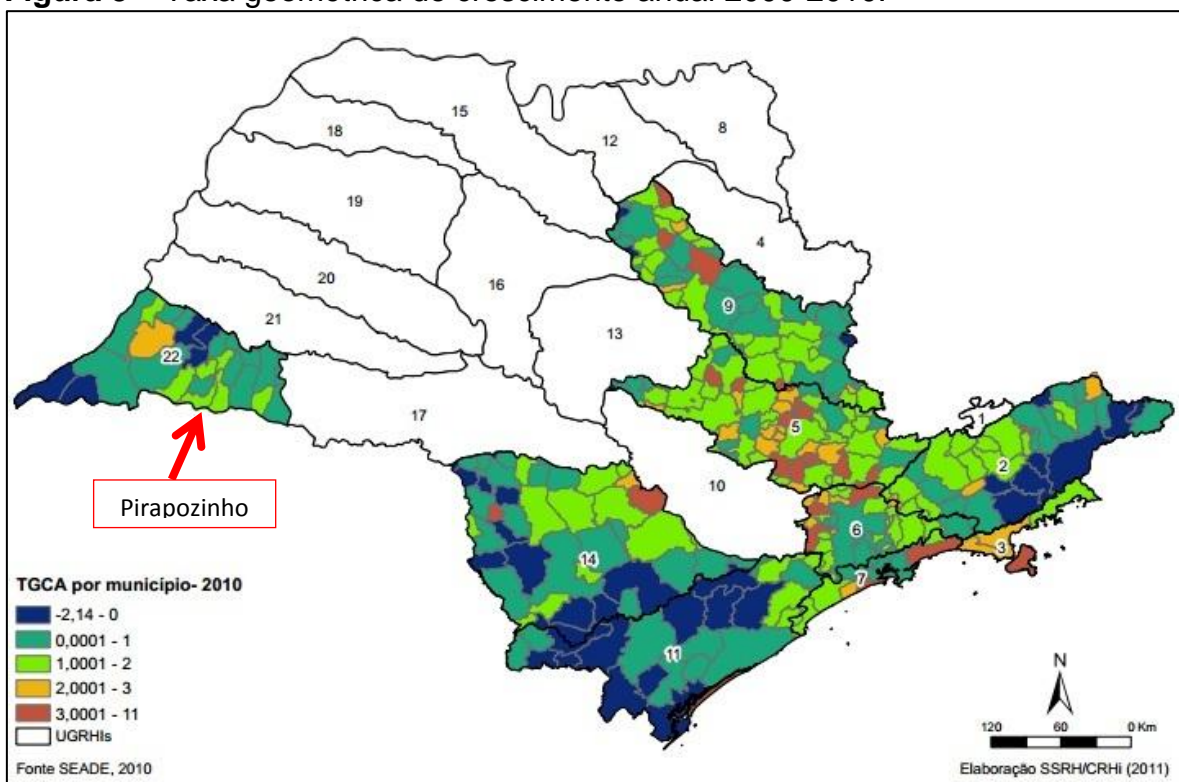 15
8
12
18
19
4
20
16
9
21
13
22
1
5
17
2
10
6
3
Pirapozinho
14
7
11
TGCA por município- 2010
-2,14 - 0
0,0001 - 1
1,0001 - 2
2,0001 - 3
3,0001 - 11
UGRHIs
N
120 60 0 Km
Fonte SEADE, 2010
Elaboração SSRH/CRHi (2011)